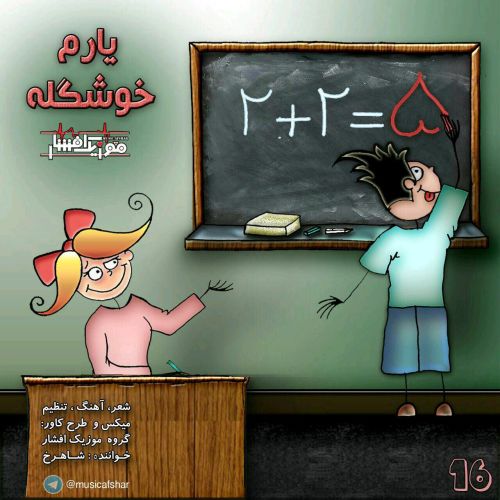 یارم
خوشگله
موزیک افشار
۲+۲=۵
شعر، آهنگ ، تنظیم
میکس و طرح کاور:
گروه موزیک افشار
خواننده : شاهرخ
@musicafshar
16